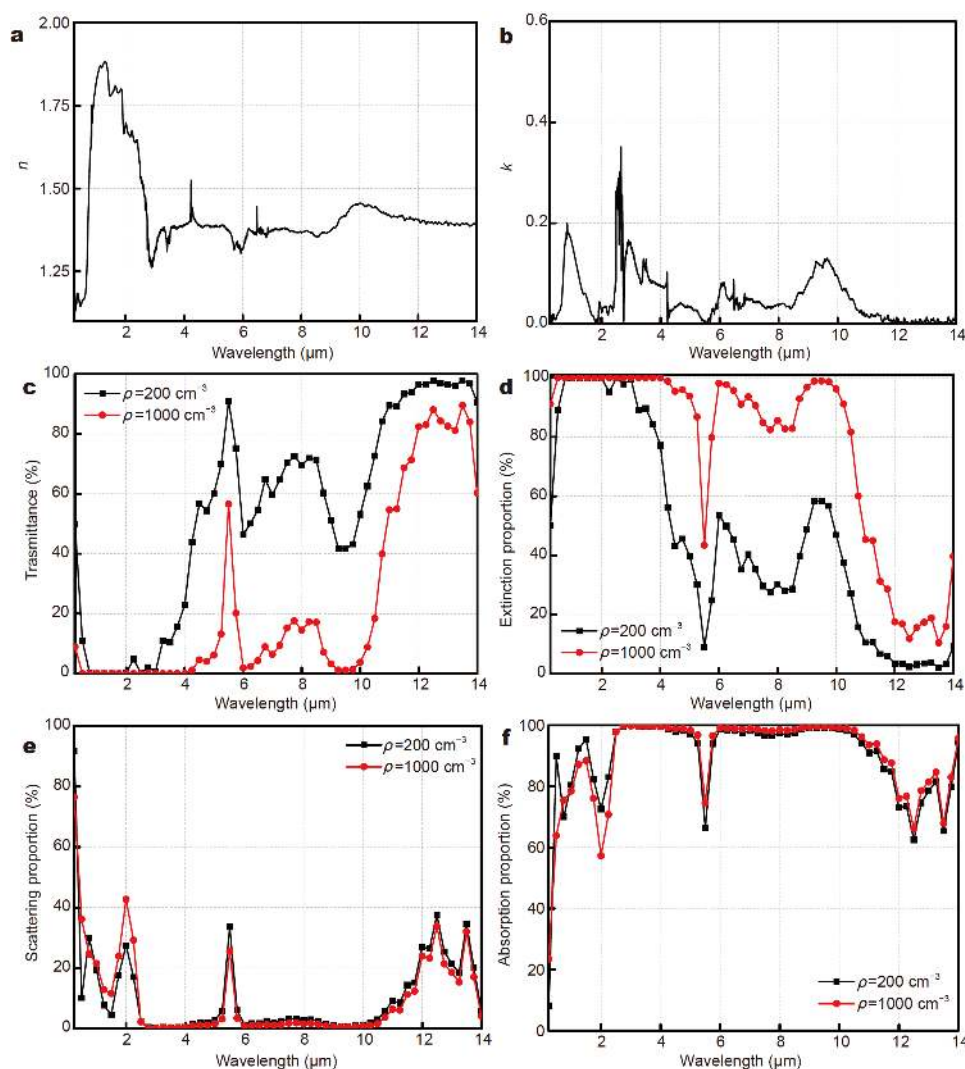 a
2.00
1.75
1.50
1.25
n
2 4 6 8 10 12 14
Wavelength (μm)
b
0.6
0.4
0.2
0.0
k
2 4 6 8 10 12 14
Wavelength (μm)
c
100
80
60
40
20
0
Trasmittance (%)
ρ=200 cm⁻³
ρ=1000 cm⁻³
2 4 6 8 10 12 14
Wavelength (μm)
d
100
80
60
40
20
0
Extinction proportion (%)
ρ=200 cm⁻³
ρ=1000 cm⁻³
2 4 6 8 10 12 14
Wavelength (μm)
e
100
80
60
40
20
0
Scattering proportion (%)
ρ=200 cm⁻³
ρ=1000 cm⁻³
2 4 6 8 10 12 14
Wavelength (μm)
f
100
80
60
40
20
0
Absorption proportion (%)
ρ=200 cm⁻³
ρ=1000 cm⁻³
2 4 6 8 10 12 14
Wavelength (μm)